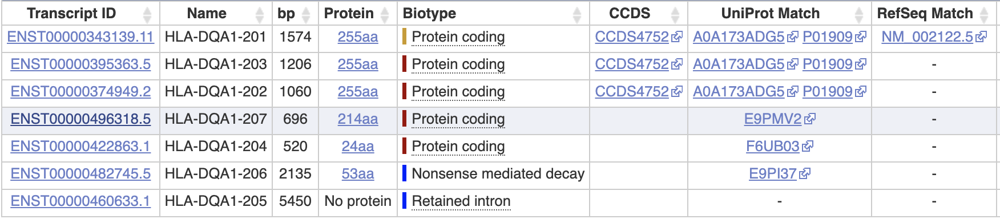 Transcript ID Name bp Protein Biotype CCDS UniProt Match RefSeq Match
ENST00000343139.11 HLA-DQA1-201 1574 255aa Protein coding CCDS4752 A0A173ADG5 P01909 NM_002122.5
ENST00000395363.5 HLA-DQA1-203 1206 255aa Protein coding CCDS4752 A0A173ADG5 P01909 -
ENST00000374949.2 HLA-DQA1-202 1060 255aa Protein coding CCDS4752 A0A173ADG5 P01909 -
ENST00000496318.5 HLA-DQA1-207 696 214aa Protein coding E9PMV2 -
ENST00000422863.1 HLA-DQA1-204 520 24aa Protein coding F6UB03 -
ENST00000482745.5 HLA-DQA1-206 2135 53aa Nonsense mediated decay E9PI37 -
ENST00000460633.1 HLA-DQA1-205 5450 No protein Retained intron - -